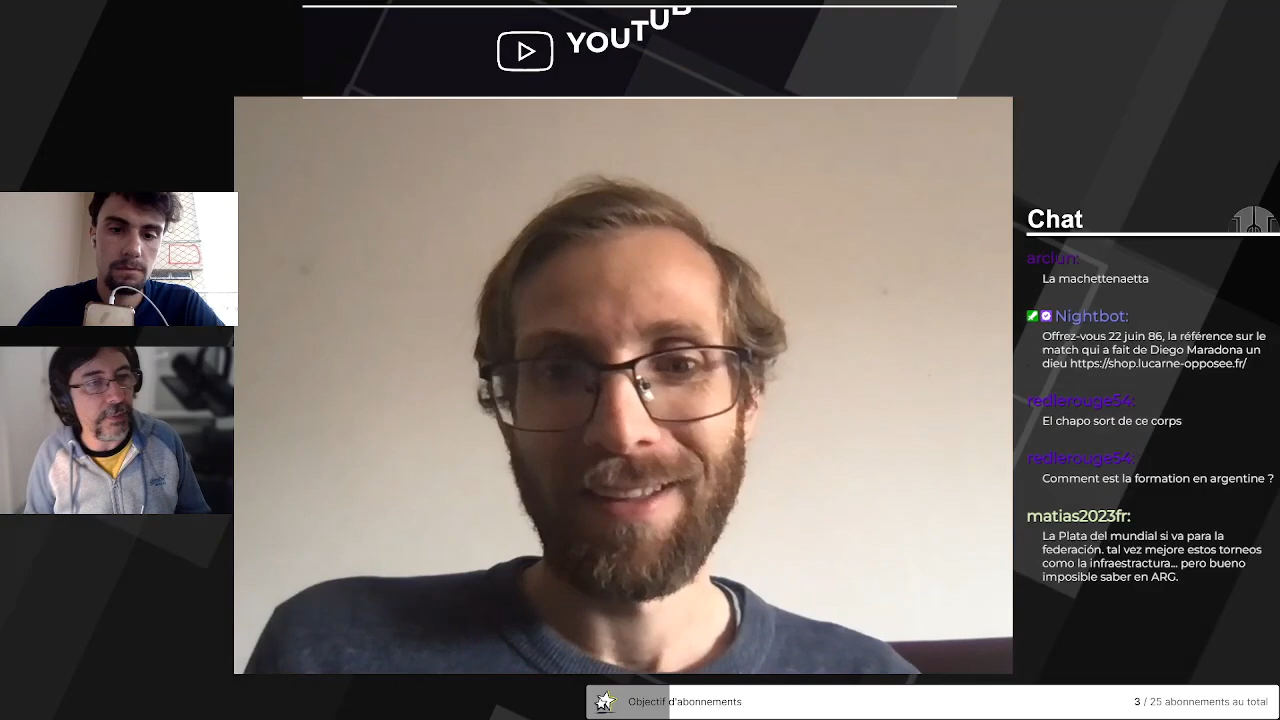 YOUTUB
Chat
arclun:
La machettenaetta
Nightbot:
Offrez-vous 22 juin 86, la référence sur le
match qui a fait de Diego Maradona un
dieu https://shop.lucarne-opposee.fr/
redlerouge54:
El chapo sort de ce corps
redlerouge54:
Comment est la formation en argentine ?
matias2023fr:
La Plata del mundial si va para la
federación. tal vez mejore estos torneos
como la infraestractura... pero bueno
imposible saber en ARG.
Objectif d'abonnements
3 / 25 abonnements au total